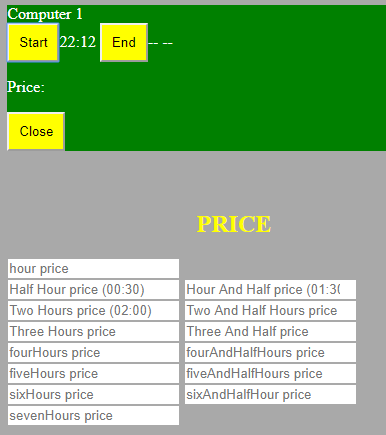 Computer 1
Start 22:12 End -- --
Price:
Close
PRICE
hour price
Half Hour price (00:30) Hour And Half price (01:30
Two Hours price (02:00) Two And Half Hours price
Three Hours price Three And Half price
fourHours price fourAndHalfHours price
fiveHours price fiveAndHalfHours price
sixHours price sixAndHalfHour price
sevenHours price